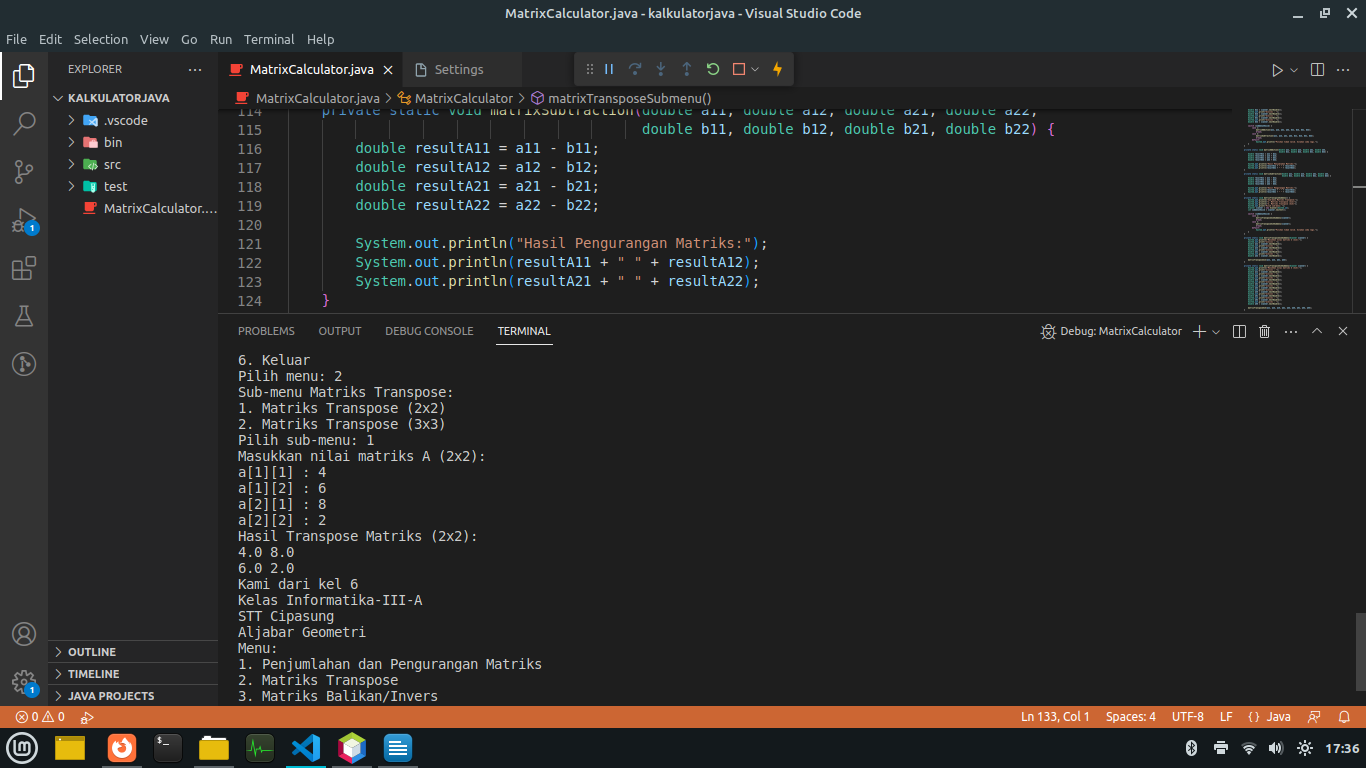 MatrixCalculator.java - kalkulatorjava - Visual Studio Code
File Edit Selection View Go Run Terminal Help
EXPLORER
KALKULATORJAVA
.vscode
bin
src
test
MatrixCalculator....
OUTLINE
TIMELINE
JAVA PROJECTS
1
1
MatrixCalculator.java
Settings
MatrixCalculator.java > MatrixCalculator > matrixTransposeSubmenu()
114 private static void matrixSubtraction(double a11, double a12, double a21, double a22,
115 double b11, double b12, double b21, double b22) {
116 double resultA11 = a11 - b11;
117 double resultA12 = a12 - b12;
118 double resultA21 = a21 - b21;
119 double resultA22 = a22 - b22;
120
121 System.out.println("Hasil Pengurangan Matriks:");
122 System.out.println(resultA11 + " " + resultA12);
123 System.out.println(resultA21 + " " + resultA22);
124 }
PROBLEMS OUTPUT DEBUG CONSOLE TERMINAL
Debug: MatrixCalculator
6. Keluar
Pilih menu: 2
Sub-menu Matriks Transpose:
1. Matriks Transpose (2x2)
2. Matriks Transpose (3x3)
Pilih sub-menu: 1
Masukkan nilai matriks A (2x2):
a[1][1] : 4
a[1][2] : 6
a[2][1] : 8
a[2][2] : 2
Hasil Transpose Matriks (2x2):
4.0 8.0
6.0 2.0
Kami dari kel 6
Kelas Informatika-III-A
STT Cipasung
Aljabar Geometri
Menu:
1. Penjumlahan dan Pengurangan Matriks
2. Matriks Transpose
3. Matriks Balikan/Invers
0 0
Ln 133, Col 1 Spaces: 4 UTF-8 LF {} Java
17:36